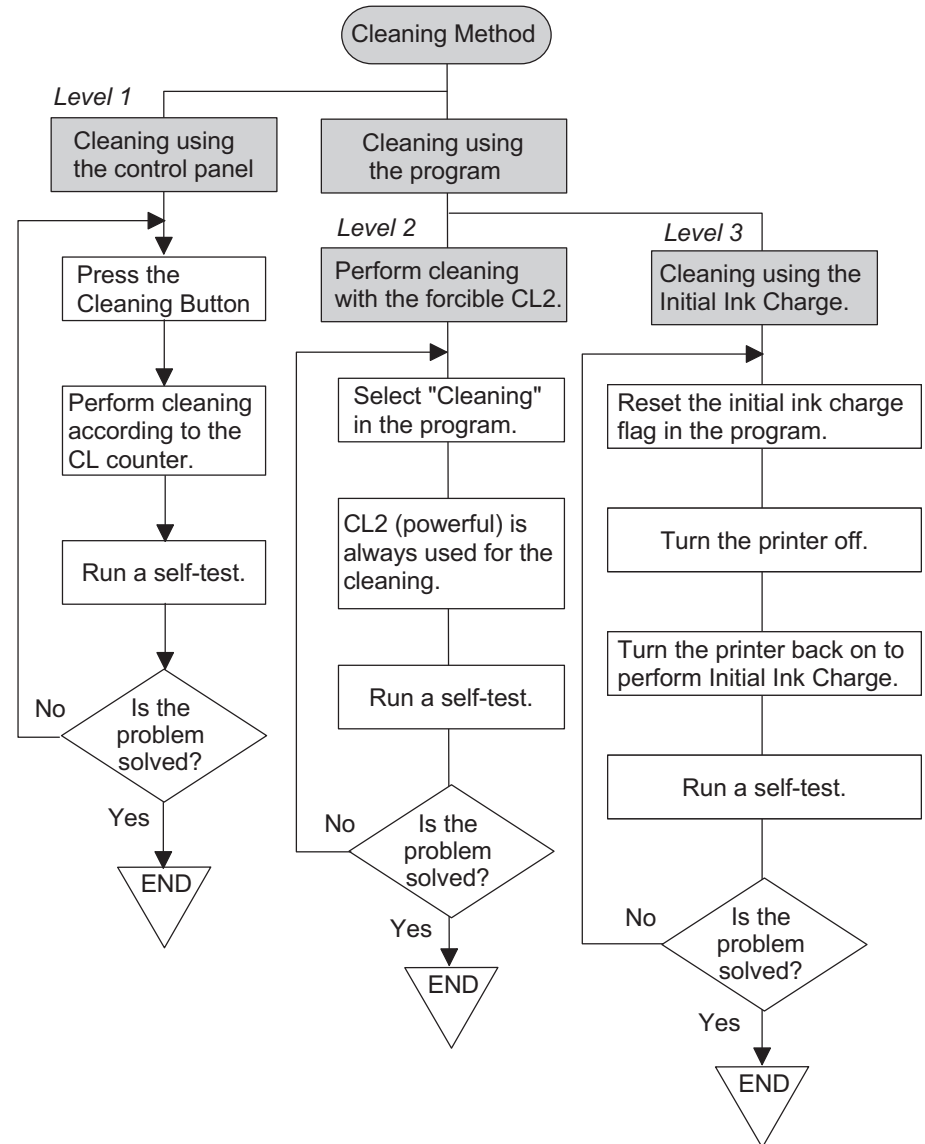 Cleaning Method
Level 1
Cleaning using
the control panel
Press the
Cleaning Button
Perform cleaning
according to the
CL counter.
Run a self-test.
Is the
problem
solved?
No
Yes
END
Cleaning using
the program
Level 2
Perform cleaning
with the forcible CL2.
Select "Cleaning"
in the program.
CL2 (powerful) is
always used for the
cleaning.
Run a self-test.
Is the
problem
solved?
No
Yes
END
Level 3
Cleaning using the
Initial Ink Charge.
Reset the initial ink charge
flag in the program.
Turn the printer off.
Turn the printer back on to
perform Initial Ink Charge.
Run a self-test.
Is the
problem
solved?
No
Yes
END